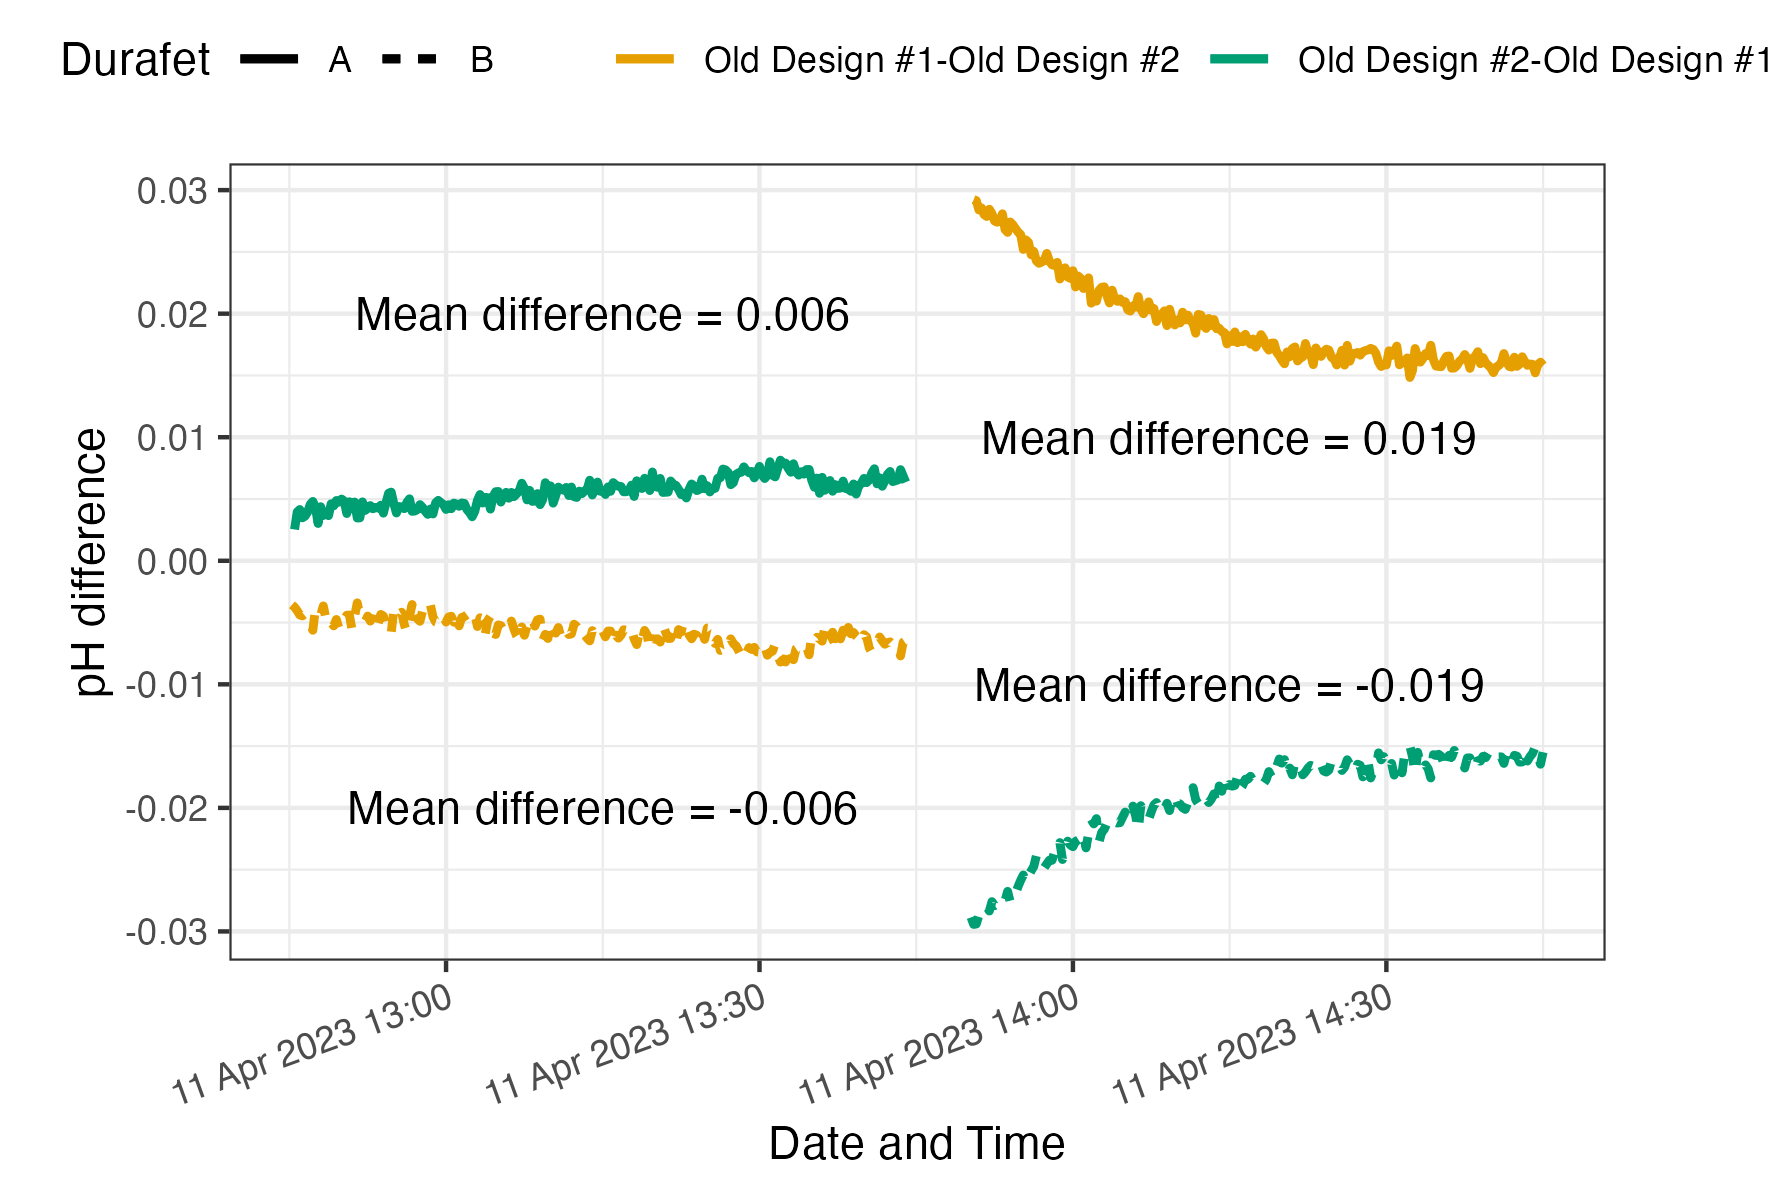 Durafet A B Old Design #1-Old Design #2 Old Design #2-Old Design #1
0.03
0.02
0.01
0.00
-0.01
-0.02
-0.03
pH difference
Mean difference = 0.006
Mean difference = 0.019
Mean difference = -0.019
Mean difference = -0.006
11 Apr 2023 13:00
11 Apr 2023 13:30
11 Apr 2023 14:00
11 Apr 2023 14:30
Date and Time